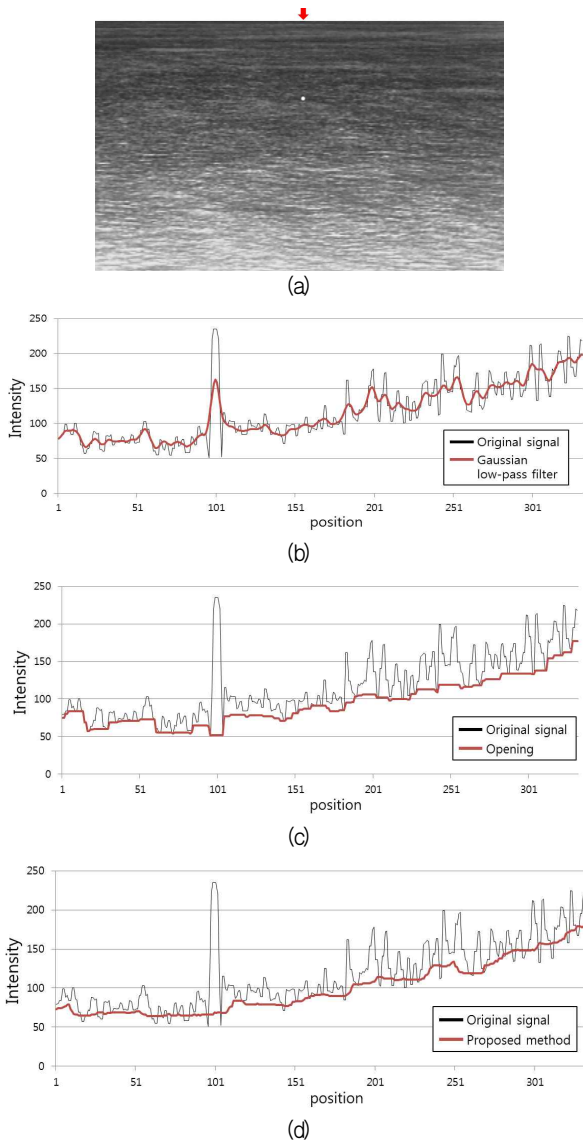 (a)
250
200
150
100
50
0
Intensity
1 51 101 151 201 251 301
position
Original signal
Gaussian
low-pass filter
(b)
250
200
150
100
50
0
Intensity
1 51 101 151 201 251 301
position
Original signal
Opening
(c)
250
200
150
100
50
0
Intensity
1 51 101 151 201 251 301
position
Original signal
Proposed method
(d)